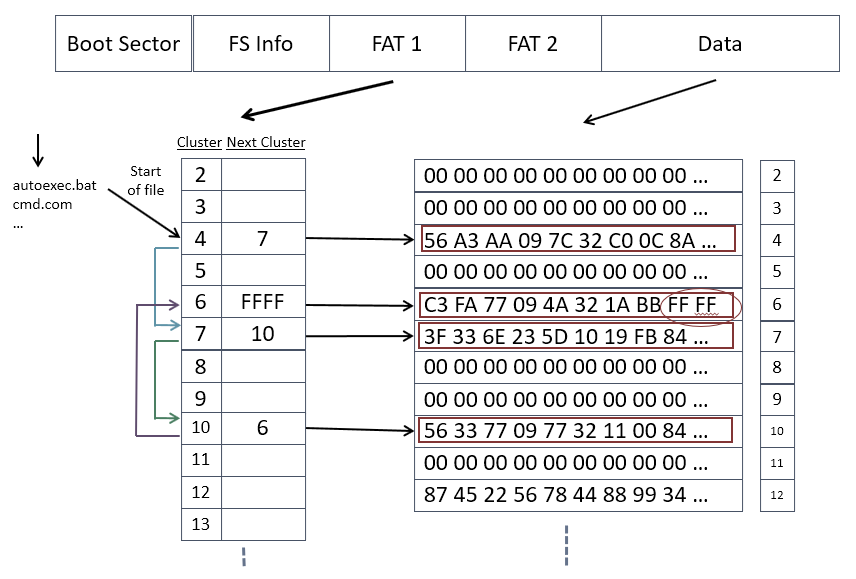 Boot Sector FS Info FAT 1 FAT 2 Data
Cluster Next Cluster
Start
of file
autoexec.bat
cmd.com
...
2
3
4 7
5
6 FFFF
7 10
8
9
10 6
11
12
13
00 00 00 00 00 00 00 00 00 ... 2
00 00 00 00 00 00 00 00 00 ... 3
56 A3 AA 09 7C 32 C0 0C 8A ... 4
00 00 00 00 00 00 00 00 00 ... 5
C3 FA 77 09 4A 32 1A BB FF FF 6
3F 33 6E 23 5D 10 19 FB 84 ... 7
00 00 00 00 00 00 00 00 00 ... 8
00 00 00 00 00 00 00 00 00 ... 9
56 33 77 09 77 32 11 00 84 ... 10
00 00 00 00 00 00 00 00 00 ... 11
87 45 22 56 78 44 88 99 34 ... 12